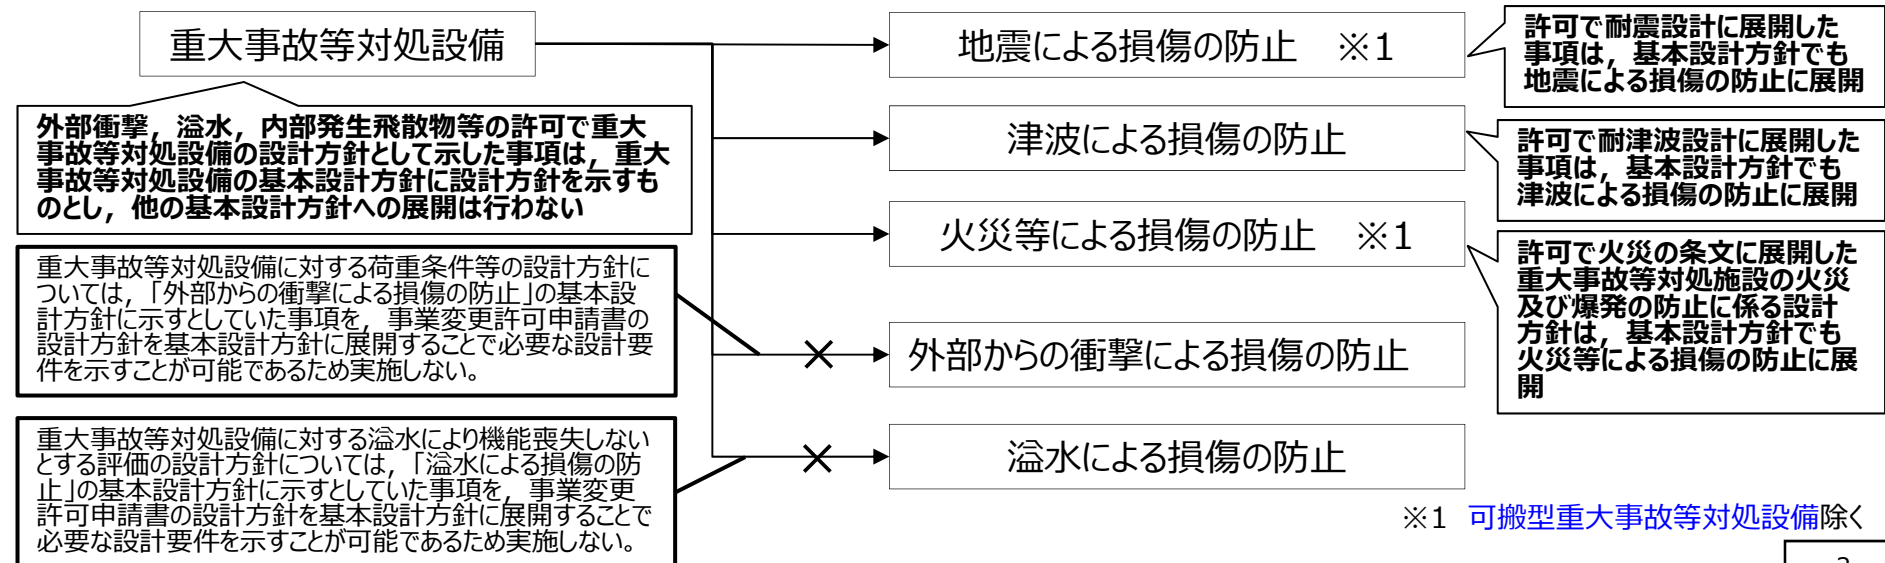 重大事故等対処設備
外部衝撃，溢水，内部発生飛散物等の許可で重大
事故等対処設備の設計方針として示した事項は，重大
事故等対処設備の基本設計方針に設計方針を示すも
のとし，他の基本設計方針への展開は行わない
重大事故等対処設備に対する荷重条件等の設計方針に
ついては，「外部からの衝撃による損傷の防止」の基本設
計方針に示すとしていた事項を，事業変更許可申請書の
設計方針を基本設計方針に展開することで必要な設計要
件を示すことが可能であるため実施しない。
重大事故等対処設備に対する溢水により機能喪失しない
とする評価の設計方針については，「溢水による損傷の防
止」の基本設計方針に示すとしていた事項を，事業変更
許可申請書の設計方針を基本設計方針に展開することで
必要な設計要件を示すことが可能であるため実施しない。
地震による損傷の防止　※1
津波による損傷の防止
火災等による損傷の防止　※1
外部からの衝撃による損傷の防止
溢水による損傷の防止
許可で耐震設計に展開した
事項は，基本設計方針でも
地震による損傷の防止に展開
許可で耐津波設計に展開した
事項は，基本設計方針でも
津波による損傷の防止に展開
許可で火災の条文に展開した
重大事故等対処施設の火災
及び爆発の防止に係る設計
方針は，基本設計方針でも
火災等による損傷の防止に展
開
※1　可搬型重大事故等対処設備除く